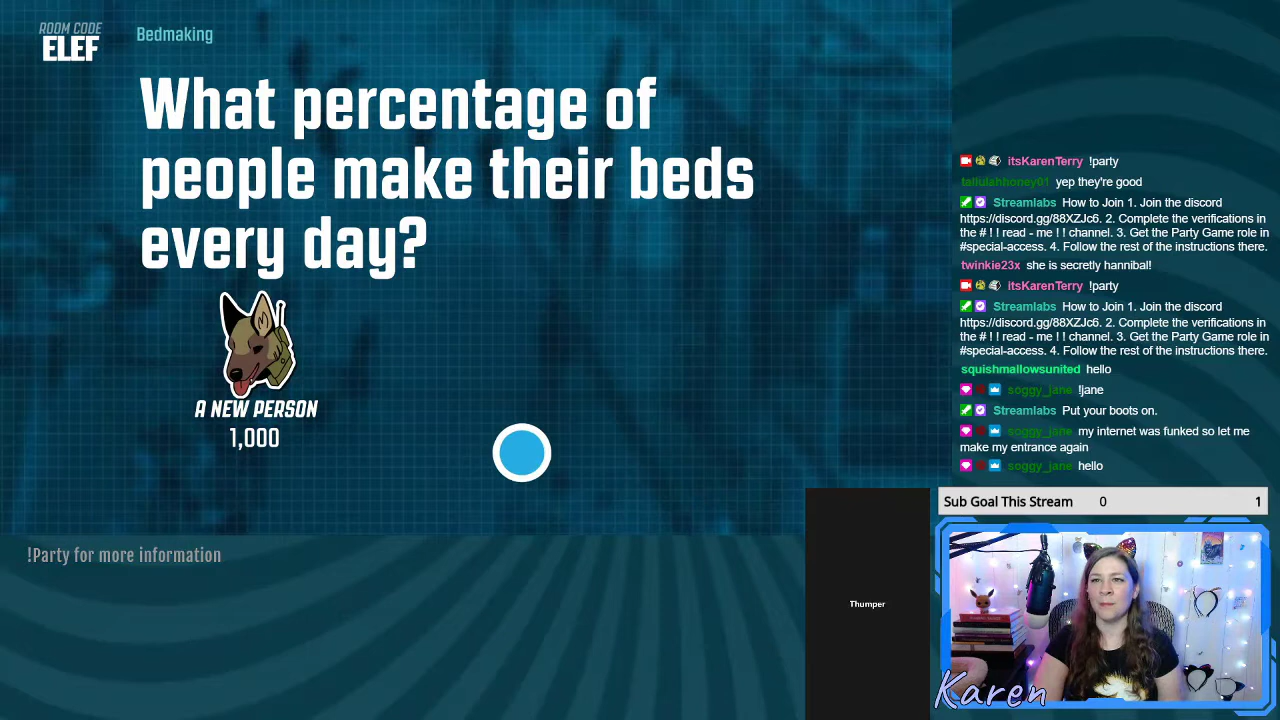 ROOM CODE
ELEF
Bedmaking
What percentage of
people make their beds
every day?
A NEW PERSON
1,000
!Party for more information
Thumper
itsKarenTerry !party
tallulahhoney01 yep they're good
Streamlabs How to Join 1. Join the discord
https://discord.gg/88XZJc6. 2. Complete the verifications in
the # ! ! read - me ! ! channel. 3. Get the Party Game role in
#special-access. 4. Follow the rest of the instructions there.
twinkie23x she is secretly hannibal!
itsKarenTerry !party
Streamlabs How to Join 1. Join the discord
https://discord.gg/88XZJc6. 2. Complete the verifications in
the # ! ! read - me ! ! channel. 3. Get the Party Game role in
#special-access. 4. Follow the rest of the instructions there.
squishmallowsunited hello
soggy_jane !jane
Streamlabs Put your boots on.
soggy_jane my internet was funked so let me
make my entrance again
soggy_jane hello
Sub Goal This Stream 0 1
Karen